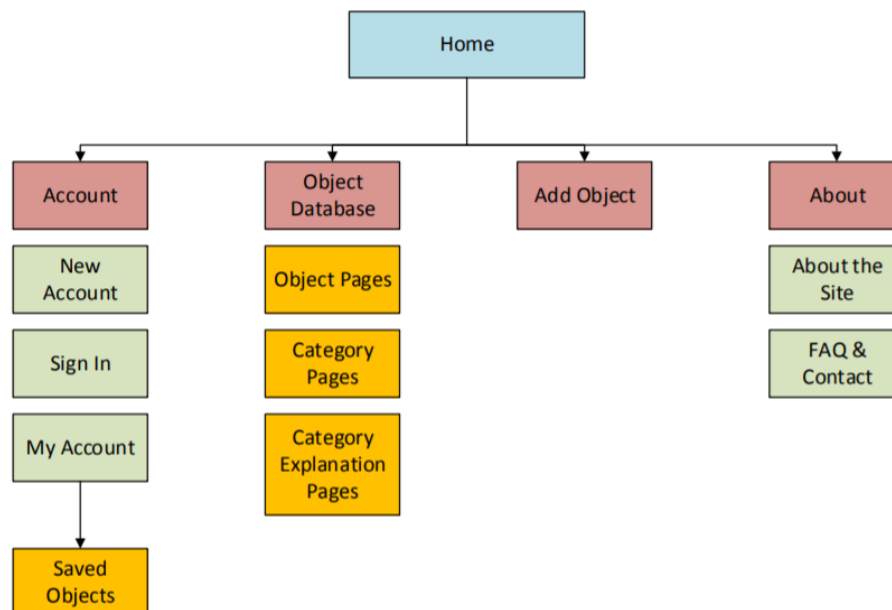 Home
Account
Object
Database
Add Object
About
New
Account
Object Pages
About the
Site
Sign In
Category
Pages
FAQ &
Contact
My Account
Category
Explanation
Pages
Saved
Objects